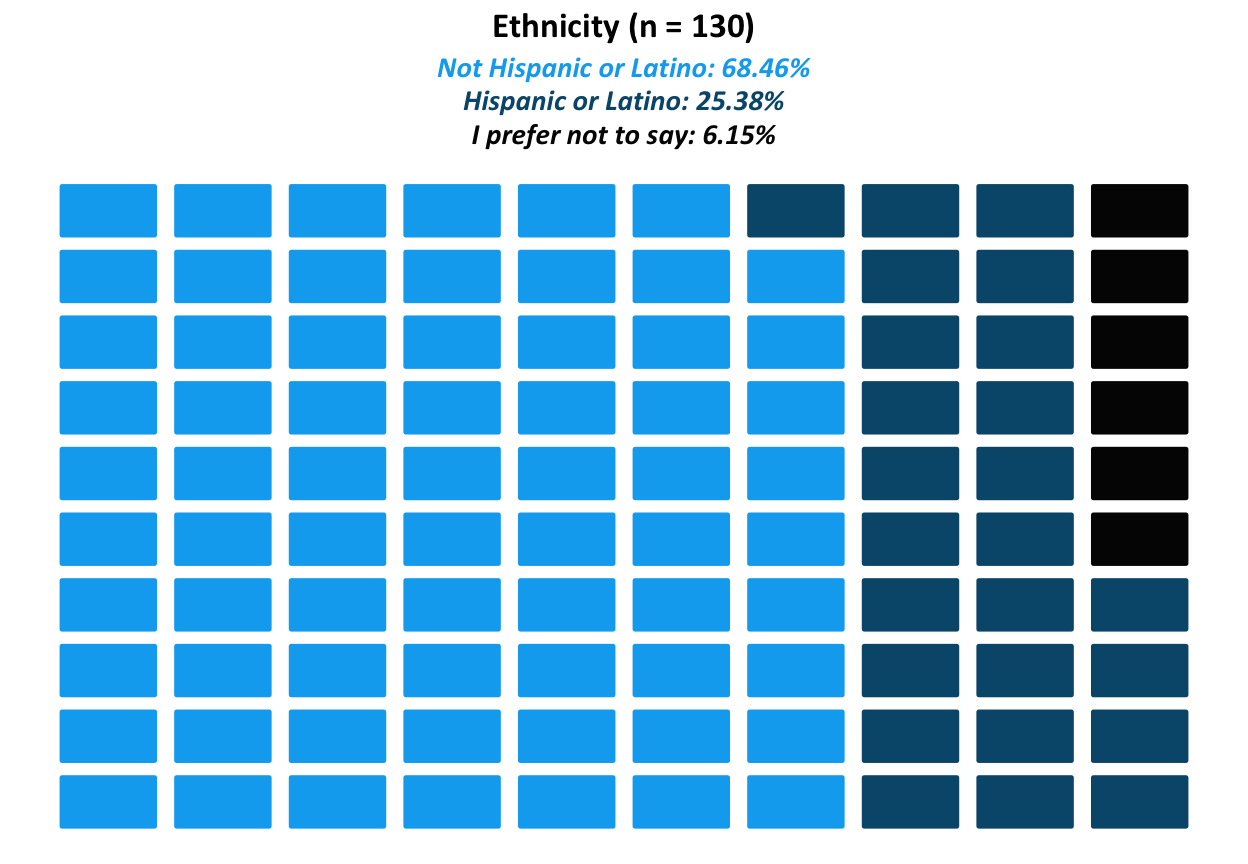 Ethnicity (n = 130)
Not Hispanic or Latino: 68.46%
Hispanic or Latino: 25.38%
I prefer not to say: 6.15%